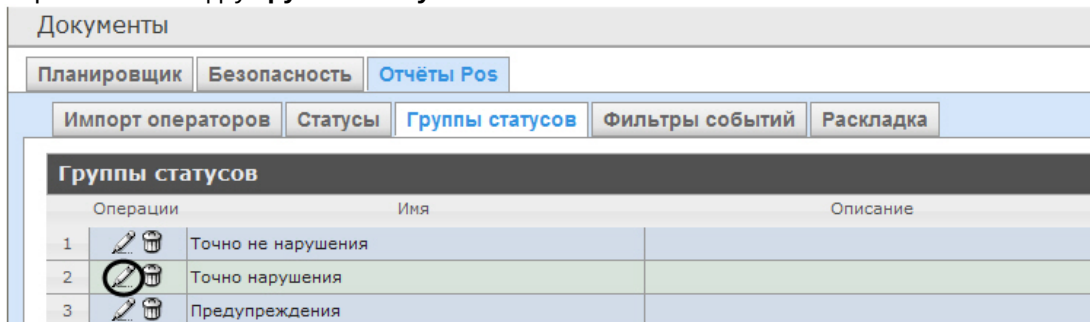 Документы
Планировщик Безопасность Отчёты Pos
Импорт операторов Статусы Группы статусов Фильтры событий Раскладка
Группы статусов
Операции Имя Описание
1 Точно не нарушения
2 Точно нарушения
3 Предупреждения